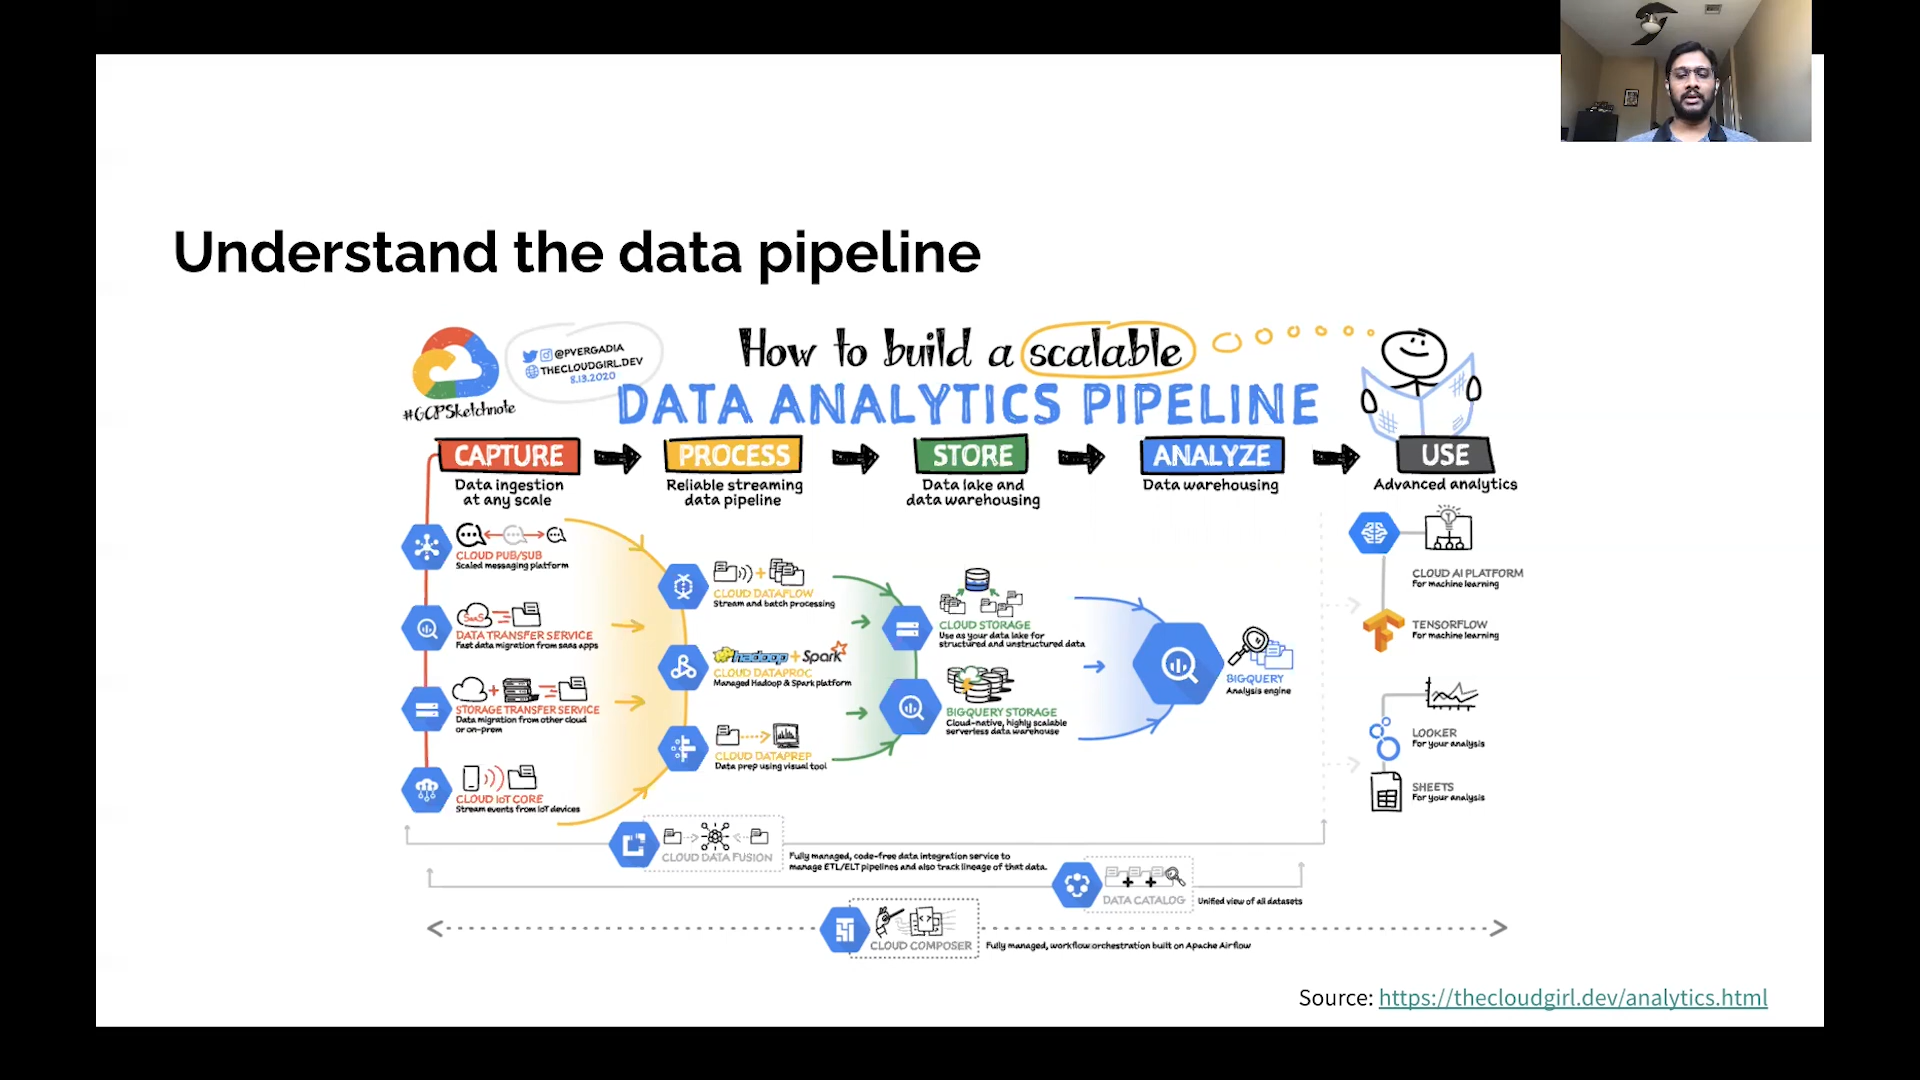 Understand the data pipeline
@PVERGADIA
THECLOUDGIRL.DEV
8.13.2020
#GCPSketchnote
How to build a scalable
DATA ANALYTICS PIPELINE
CAPTURE
Data ingestion
at any scale
PROCESS
Reliable streaming
data pipeline
STORE
Data lake and
data warehousing
ANALYZE
Data warehousing
USE
Advanced analytics
CLOUD PUB/SUB
Scaled messaging platform
SaaS
DATA TRANSFER SERVICE
Fast data migration from saas apps
STORAGE TRANSFER SERVICE
Data migration from other cloud
or on-prem
CLOUD IoT CORE
Stream events from IoT devices
CLOUD DATAFLOW
Stream and batch processing
hadoop + Spark
CLOUD DATAPROC
Managed Hadoop & Spark platform
CLOUD DATAPREP
Data prep using visual tool
CLOUD STORAGE
Use as your data lake for
structured and unstructured data
BIGQUERY STORAGE
Cloud-native, highly scalable
serverless data warehouse
BIGQUERY
Analysis engine
CLOUD AI PLATFORM
For machine learning
TENSORFLOW
For machine learning
LOOKER
For your analysis
SHEETS
For your analysis
CLOUD DATA FUSION
Fully managed, code-free data integration service to
manage ETL/ELT pipelines and also track lineage of that data.
DATA CATALOG
Unified view of all datasets
CLOUD COMPOSER
Fully managed, workflow orchestration built on Apache Airflow
Source: https://thecloudgirl.dev/analytics.html